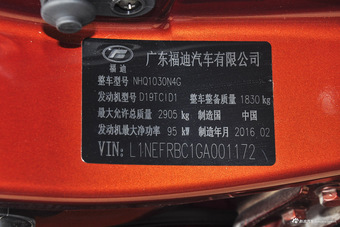 广东福迪汽车有限公司
福迪
整车型号 NHQ1030N4G
发动机型号 D19TCID1 整车整备质量 1830 kg
最大允许总质量 2905 kg 制造国 中国
发动机最大净功率 95 kW 制造年月 2016 02
VIN: L1NEFRBC1GA001172